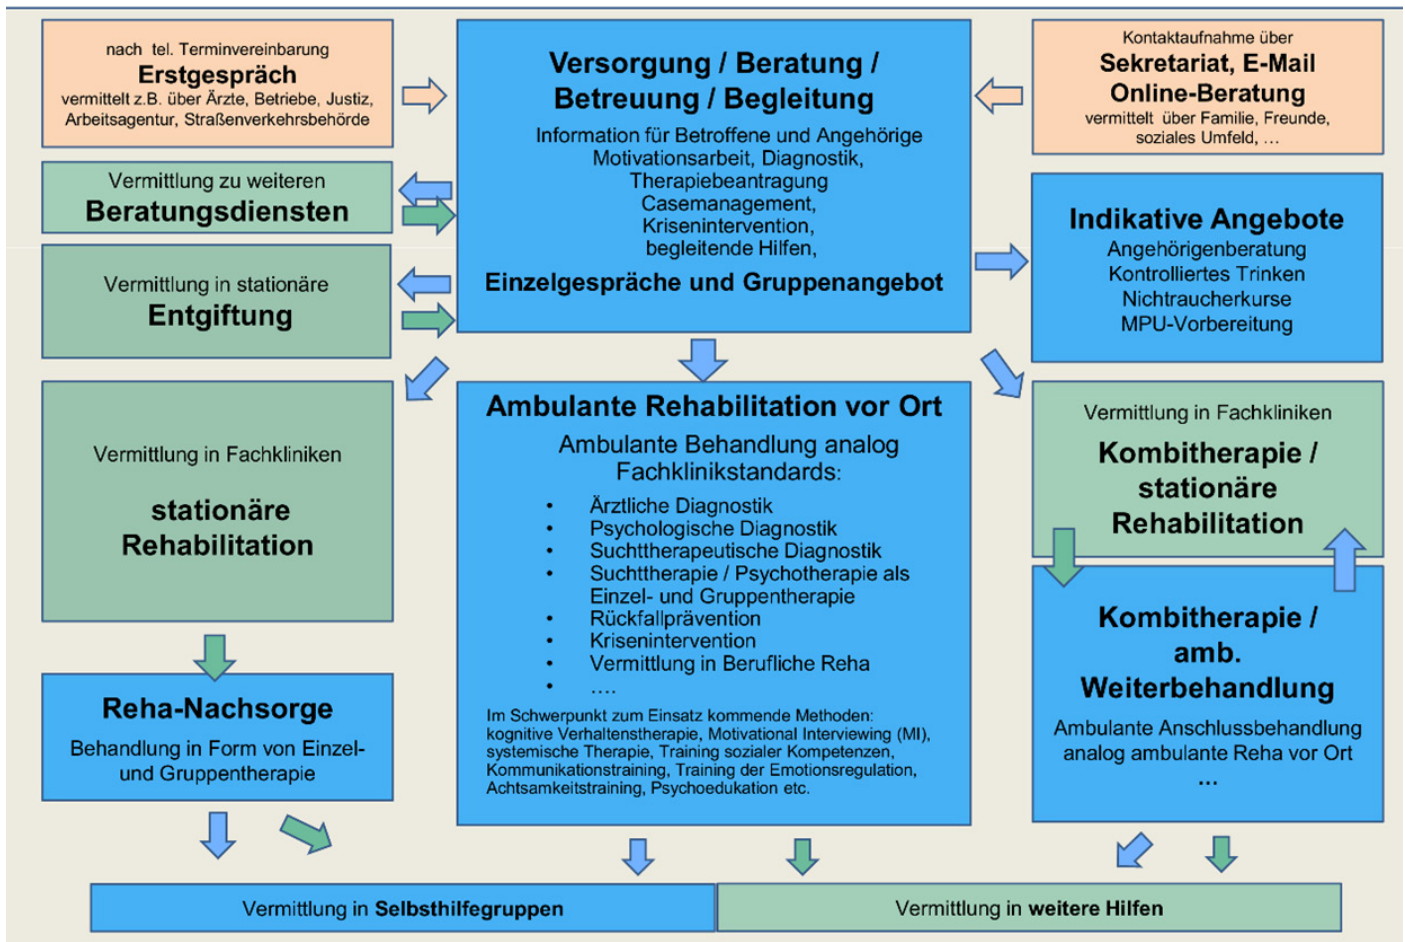 nach tel. Terminvereinbarung
Erstgespräch
vermittelt z.B. über Ärzte, Betriebe, Justiz,
Arbeitsagentur, Straßenverkehrsbehörde
Versorgung / Beratung /
Betreuung / Begleitung
Information für Betroffene und Angehörige
Motivationsarbeit, Diagnostik,
Therapiebeantragung
Casemanagement,
Krisenintervention,
begleitende Hilfen,
Einzelgespräche und Gruppenangebot
Kontaktaufnahme über
Sekretariat, E-Mail
Online-Beratung
vermittelt über Familie, Freunde,
soziales Umfeld, ...
Vermittlung zu weiteren
Beratungsdiensten
Vermittlung in stationäre
Entgiftung
Indikative Angebote
Angehörigenberatung
Kontrolliertes Trinken
Nichtraucherkurse
MPU-Vorbereitung
Vermittlung in Fachkliniken
stationäre
Rehabilitation
Ambulante Rehabilitation vor Ort
Ambulante Behandlung analog
Fachklinikstandards:
• Ärztliche Diagnostik
• Psychologische Diagnostik
• Suchttherapeutische Diagnostik
• Suchttherapie / Psychotherapie als
Einzel- und Gruppentherapie
• Rückfallprävention
• Krisenintervention
• Vermittlung in Berufliche Reha
• ....
Im Schwerpunkt zum Einsatz kommende Methoden:
kognitive Verhaltenstherapie, Motivational Interviewing (MI),
systemische Therapie, Training sozialer Kompetenzen,
Kommunikationstraining, Training der Emotionsregulation,
Achtsamkeitstraining, Psychoedukation etc.
Vermittlung in Fachkliniken
Kombitherapie /
stationäre
Rehabilitation
Kombitherapie /
amb.
Weiterbehandlung
Ambulante Anschlussbehandlung
analog ambulante Reha vor Ort
...
Reha-Nachsorge
Behandlung in Form von Einzel-
und Gruppentherapie
Vermittlung in Selbsthilfegruppen
Vermittlung in weitere Hilfen